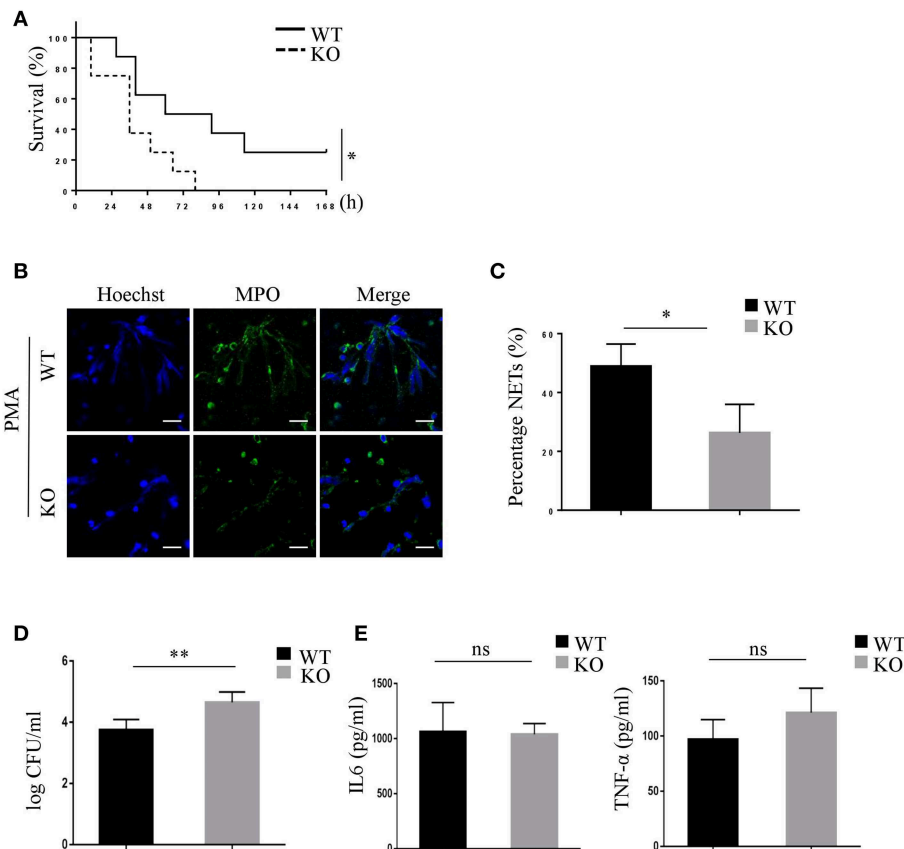 A
WT
KO
Survival (%)
100
80
60
40
20
0
0 24 48 72 96 120 144 168 (h)
*
B
Hoechst MPO Merge
PMA
WT
KO
C
WT
KO
*
Percentage NETs (%)
60
40
20
0
D
WT
KO
**
log CFU/ml
6
4
2
0
E
WT
KO
ns
IL6 (pg/ml)
1500
1000
500
0
WT
KO
ns
TNF-α (pg/ml)
150
100
50
0